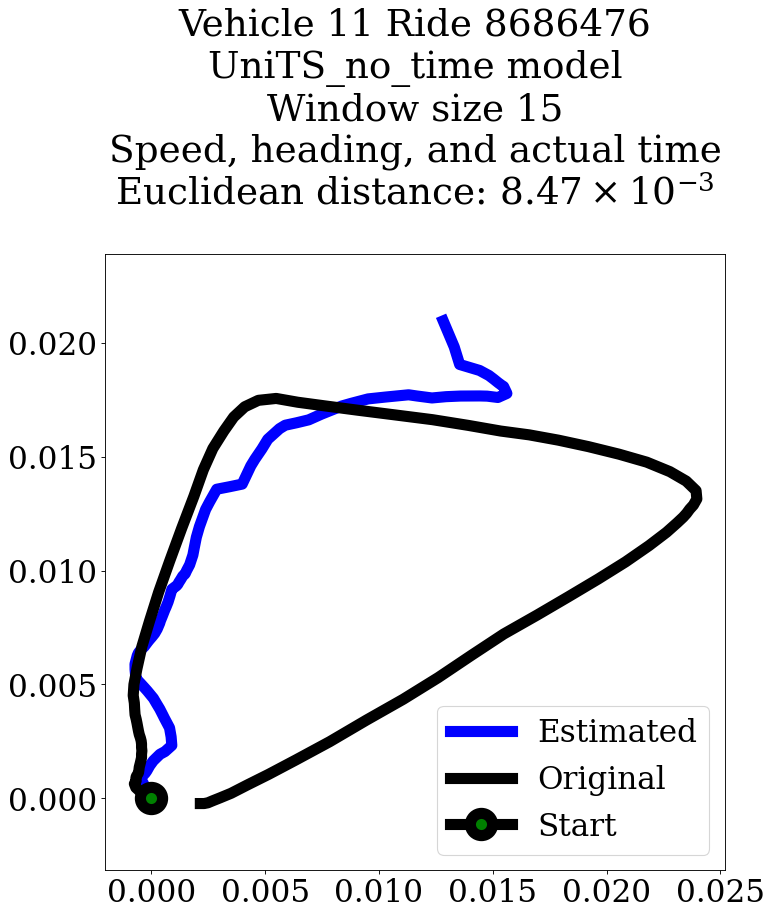 Vehicle 11 Ride 8686476
UniTS_no_time model
Window size 15
Speed, heading, and actual time
Euclidean distance: 8.47 × 10⁻³
0.020
0.015
0.010
0.005
0.000
Estimated
Original
Start
0.000 0.005 0.010 0.015 0.020 0.025